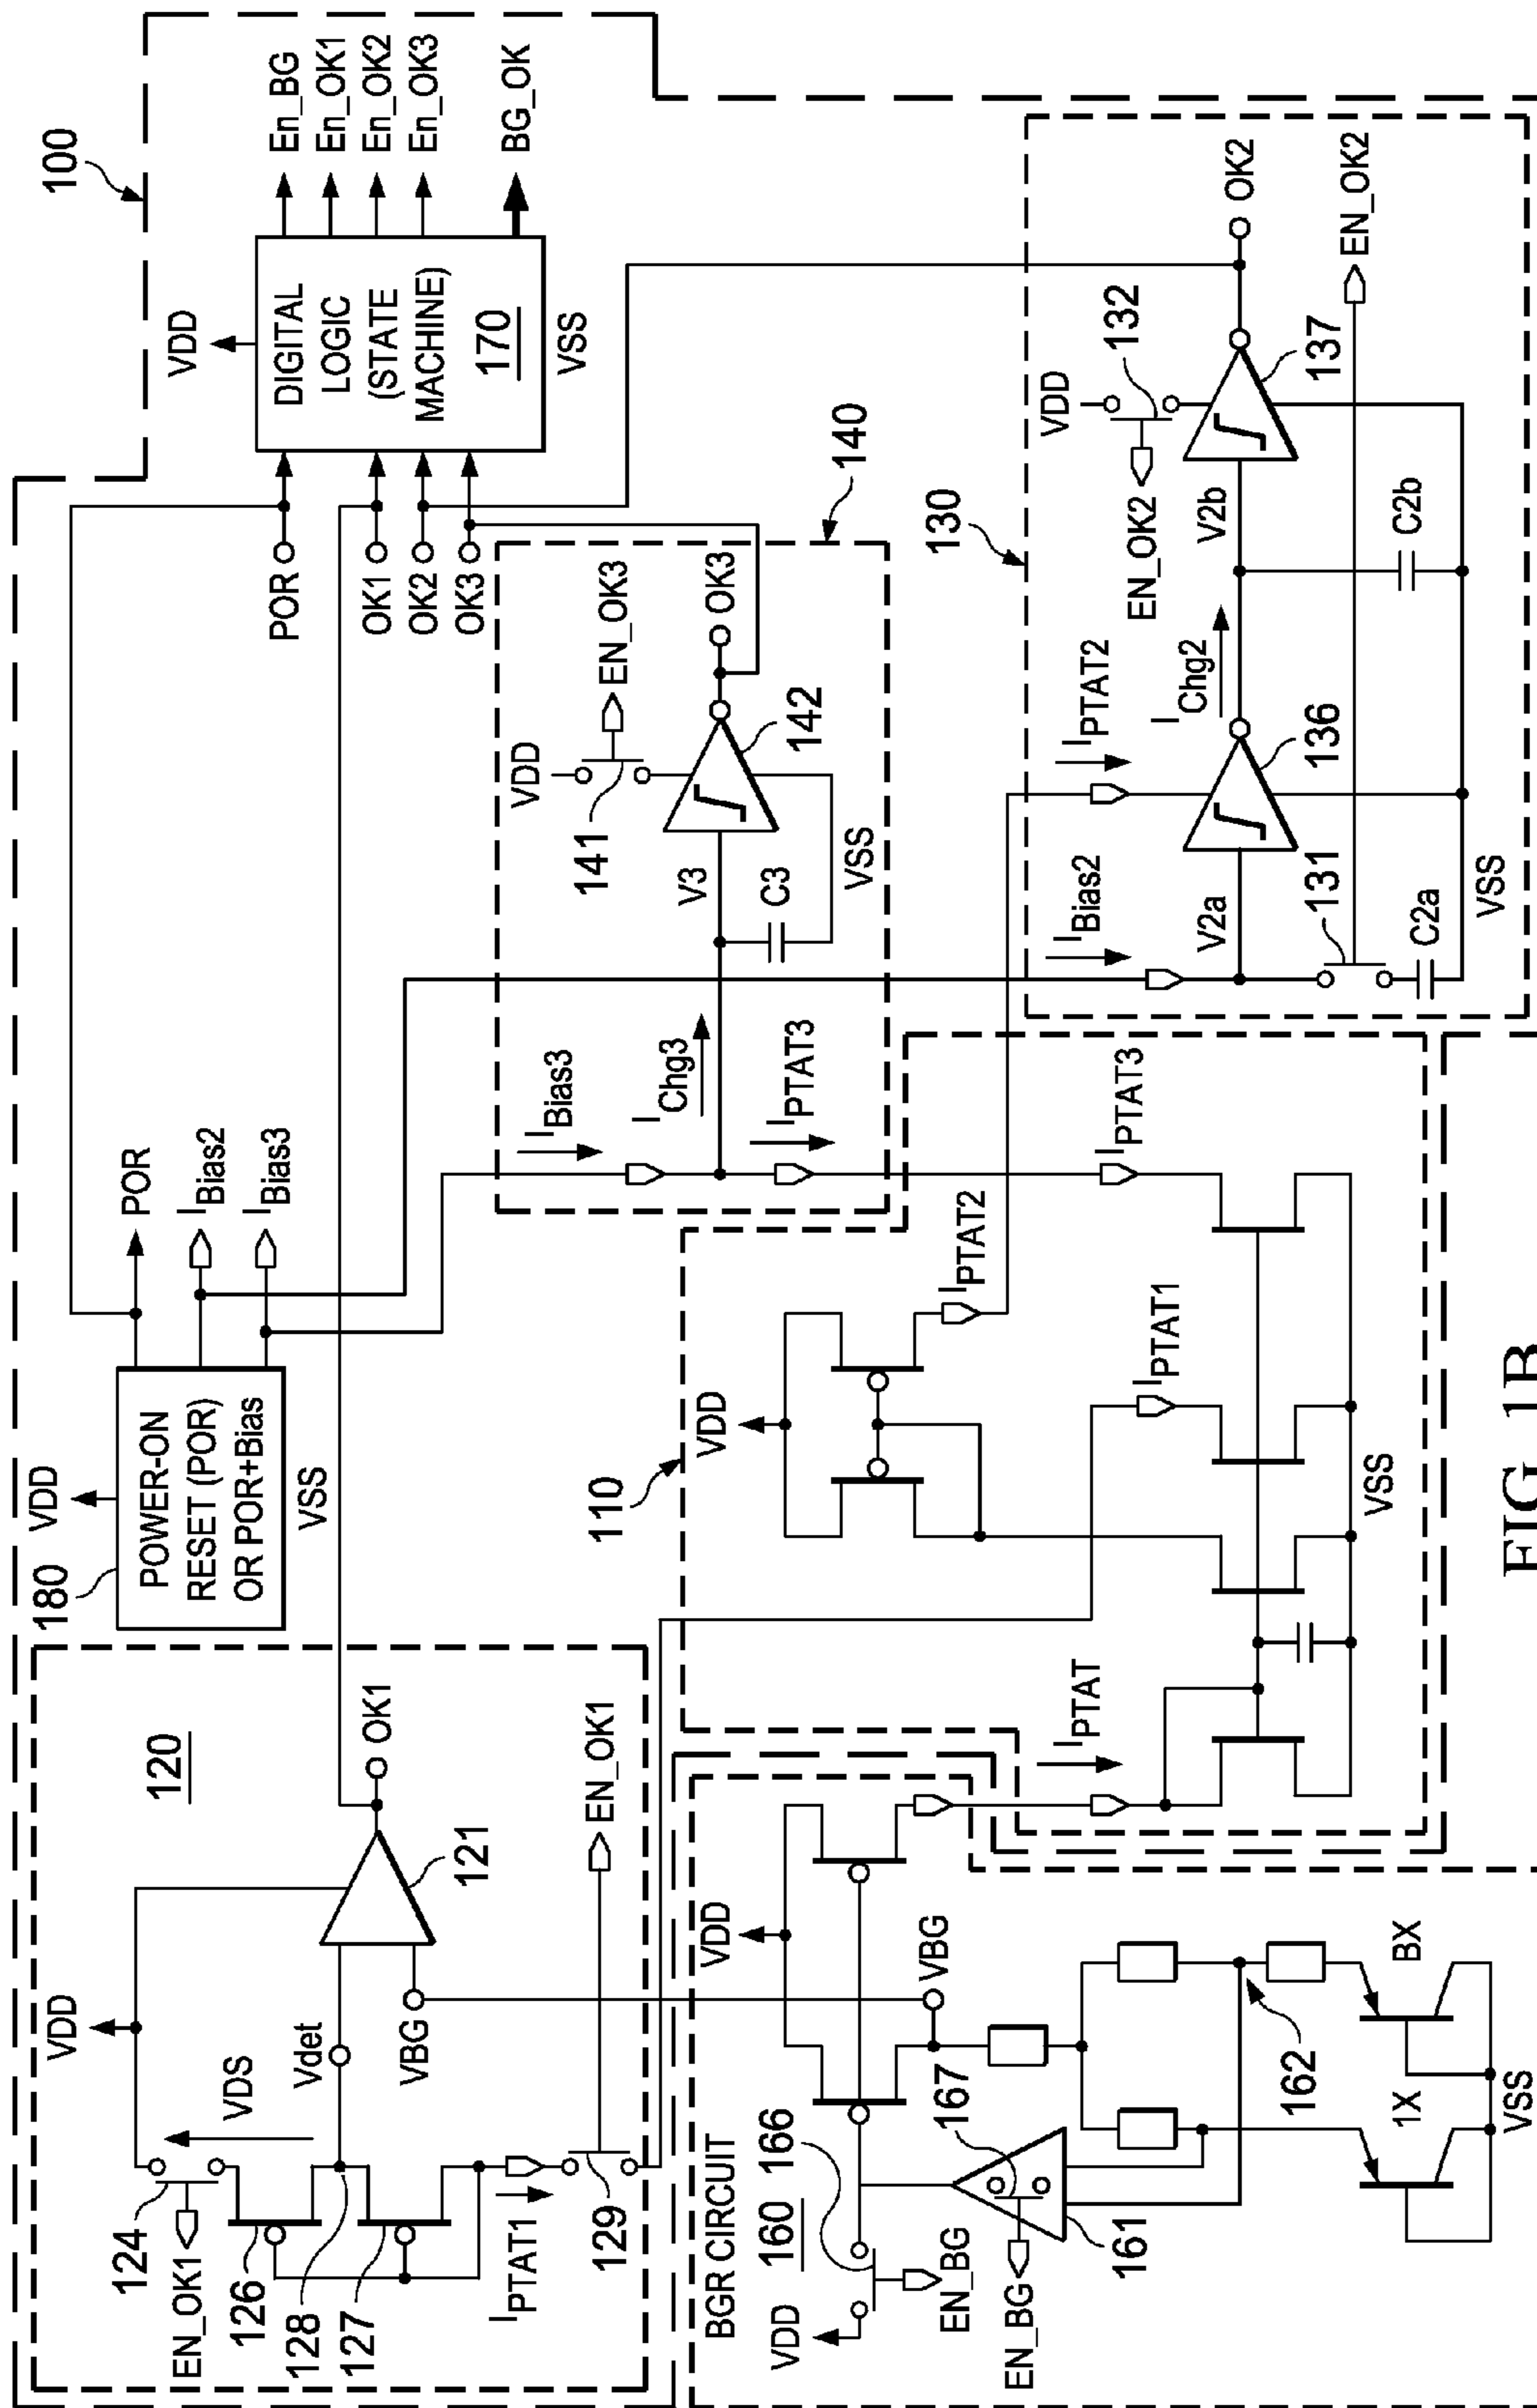 100
180
POWER-ON
RESET (POR)
OR POR+Bias
VDD
VSS
POR
IBias2
IBias3
VDD
DIGITAL
LOGIC
(STATE
MACHINE)
170
VSS
POR
OK1
OK2
OK3
En_BG
En_OK1
En_OK2
En_OK3
BG_OK
120
VDD
124
EN_OK1
VDS
126
128
127
Vdet
VBG
121
OK1
IPTAT1
129
EN_OK1
140
IBias3
IChg3
IPTAT3
V3
C3
VSS
VDD
141
EN_OK3
142
OK3
110
VDD
IPTAT2
IPTAT
IPTAT1
IPTAT3
VSS
130
IBias2
IPTAT2
V2a
131
C2a
VSS
136
IChg2
V2b
C2b
VDD
EN_OK2
132
137
OK2
EN_OK2
BGR CIRCUIT
160
166
VDD
EN_BG
167
EN_BG
161
VDD
VBG
162
1X
BX
VSS
FIG. 1B